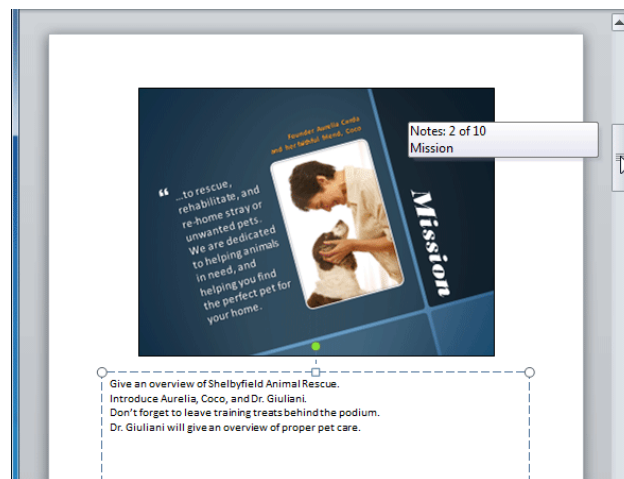 Notes: 2 of 10
Mission
Founder Aurelia Corda
and her faithful friend, Coco
“ ...to rescue,
rehabilitate, and
re-home stray or
unwanted pets.
We are dedicated
to helping animals
in need, and
helping you find
the perfect pet for
your home.
Mission
Give an overview of Shelbyfield Animal Rescue.
Introduce Aurelia, Coco, and Dr. Giuliani.
Don't forget to leave training treats behind the podium.
Dr. Giuliani will give an overview of proper pet care.